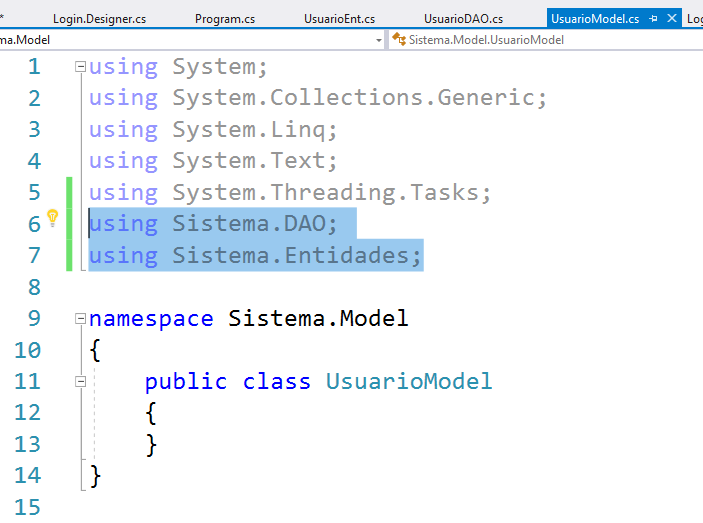 * Login.Designer.cs Program.cs UsuarioEnt.cs UsuarioDAO.cs UsuarioModel.cs
ma.Model Sistema.Model.UsuarioModel
1 using System;
2 using System.Collections.Generic;
3 using System.Linq;
4 using System.Text;
5 using System.Threading.Tasks;
6 using Sistema.DAO;
7 using Sistema.Entidades;
8
9 namespace Sistema.Model
10 {
11 public class UsuarioModel
12 {
13 }
14 }
15